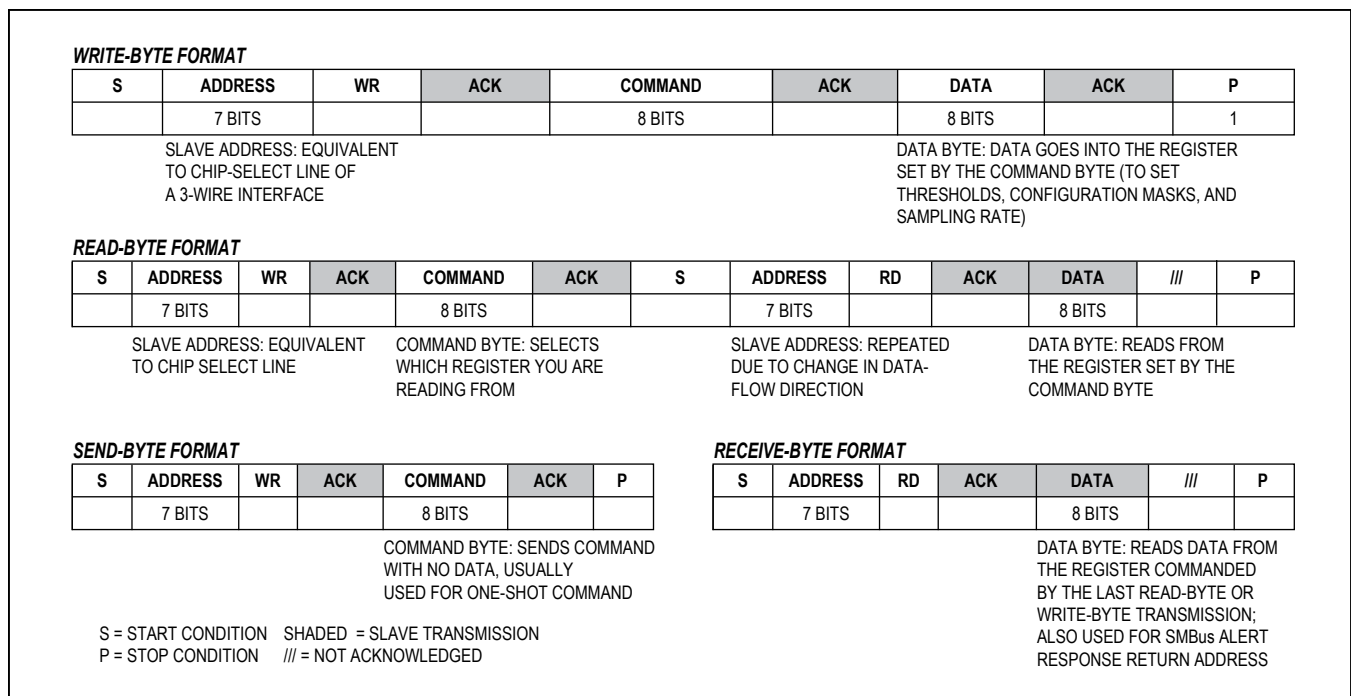 WRITE-BYTE FORMAT
S ADDRESS WR ACK COMMAND ACK DATA ACK P
7 BITS 8 BITS 8 BITS 1
SLAVE ADDRESS: EQUIVALENT
TO CHIP-SELECT LINE OF
A 3-WIRE INTERFACE
DATA BYTE: DATA GOES INTO THE REGISTER
SET BY THE COMMAND BYTE (TO SET
THRESHOLDS, CONFIGURATION MASKS, AND
SAMPLING RATE)
READ-BYTE FORMAT
S ADDRESS WR ACK COMMAND ACK S ADDRESS RD ACK DATA /// P
7 BITS 8 BITS 7 BITS 8 BITS
SLAVE ADDRESS: EQUIVALENT
TO CHIP SELECT LINE
COMMAND BYTE: SELECTS
WHICH REGISTER YOU ARE
READING FROM
SLAVE ADDRESS: REPEATED
DUE TO CHANGE IN DATA-
FLOW DIRECTION
DATA BYTE: READS FROM
THE REGISTER SET BY THE
COMMAND BYTE
SEND-BYTE FORMAT
S ADDRESS WR ACK COMMAND ACK P
7 BITS 8 BITS
COMMAND BYTE: SENDS COMMAND
WITH NO DATA, USUALLY
USED FOR ONE-SHOT COMMAND
RECEIVE-BYTE FORMAT
S ADDRESS RD ACK DATA /// P
7 BITS 8 BITS
DATA BYTE: READS DATA FROM
THE REGISTER COMMANDED
BY THE LAST READ-BYTE OR
WRITE-BYTE TRANSMISSION;
ALSO USED FOR SMBus ALERT
RESPONSE RETURN ADDRESS
S = START CONDITION SHADED = SLAVE TRANSMISSION
P = STOP CONDITION /// = NOT ACKNOWLEDGED